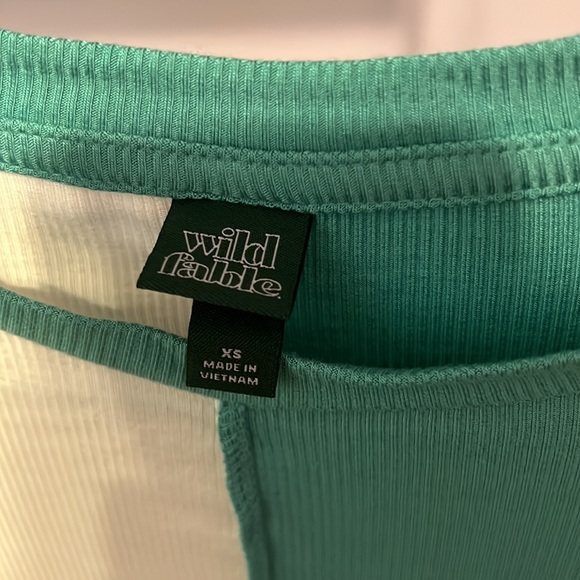 wild
fable.
XS
MADE IN
VIETNAM